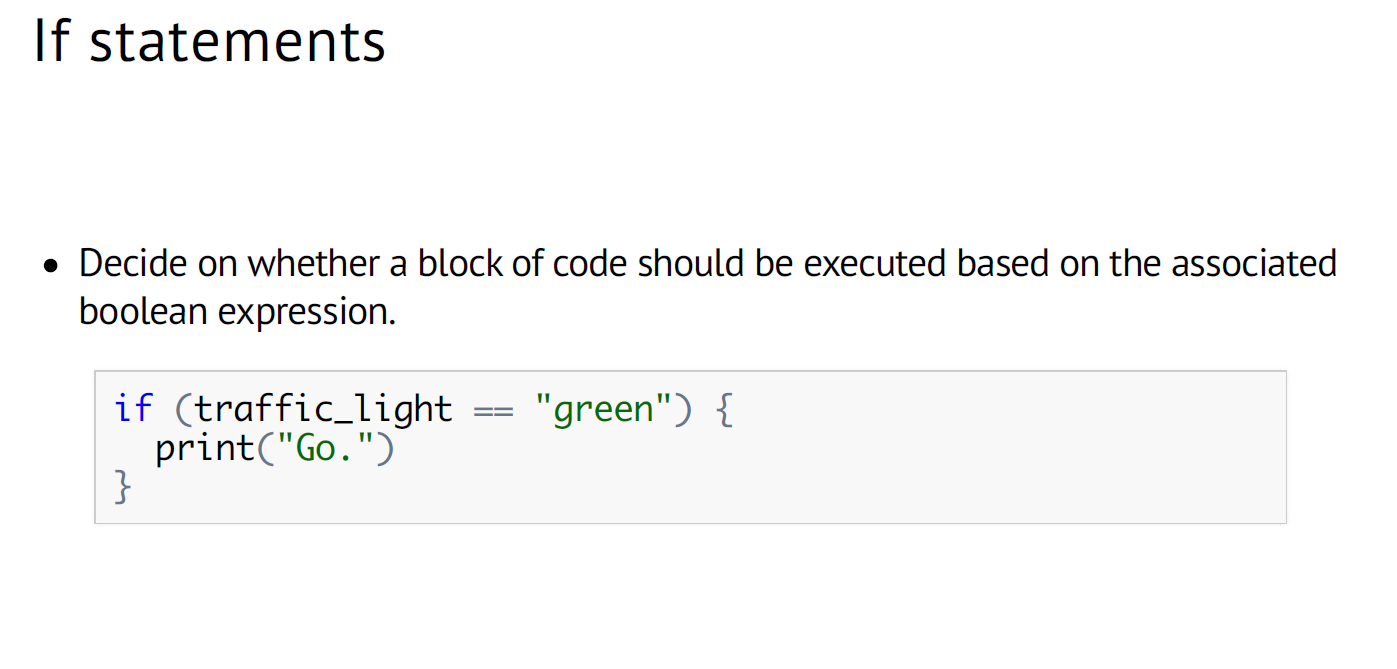 If statements
• Decide on whether a block of code should be executed based on the associated
boolean expression.
if (traffic_light == "green") {
  print("Go.")
}